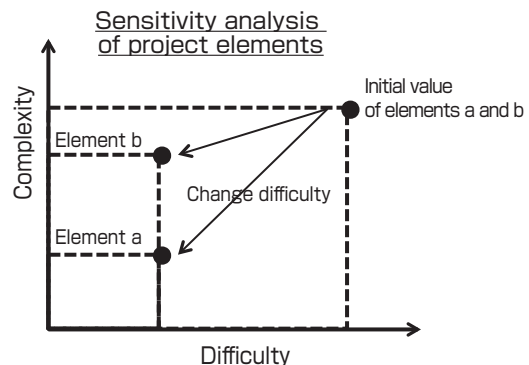 Sensitivity analysis
of project elements
Initial value
of elements a and b
Complexity
Element b
Change difficulty
Element a
Difficulty